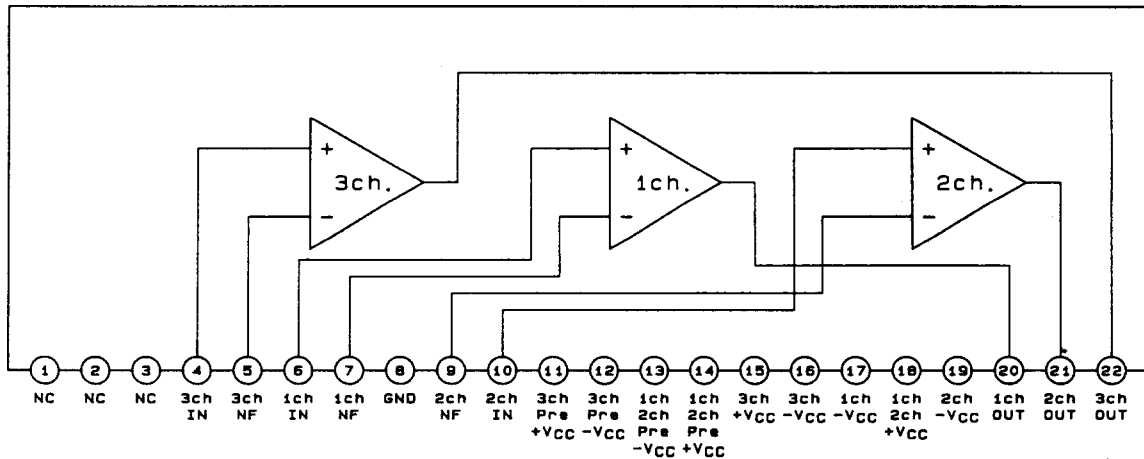 +
3ch.
−
+
1ch.
−
+
2ch.
−
1 2 3 4 5 6 7 8 9 10 11 12 13 14 15 16 17 18 19 20 21 22
NC
NC
NC
3ch
IN
3ch
NF
1ch
IN
1ch
NF
GND
2ch
NF
2ch
IN
3ch
Pre
+VCC
3ch
Pre
−VCC
1ch
2ch
Pre
−VCC
1ch
2ch
Pre
+VCC
3ch
+VCC
3ch
−VCC
1ch
−VCC
1ch
2ch
+VCC
2ch
−VCC
1ch
OUT
2ch
OUT
3ch
OUT